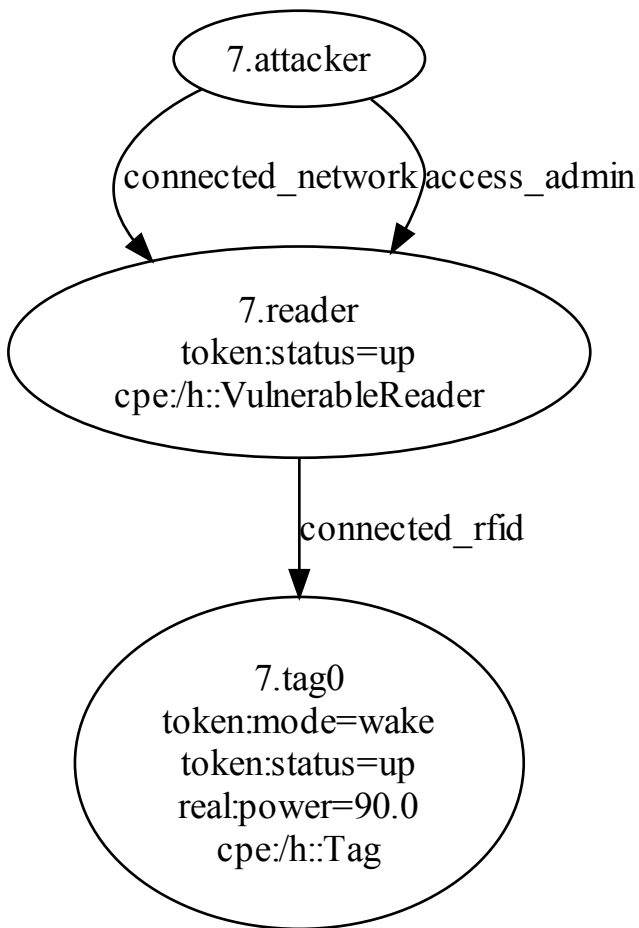 7.attacker
connected_network access_admin
7.reader
token:status=up
cpe:/h::VulnerableReader
connected_rfid
7.tag0
token:mode=wake
token:status=up
real:power=90.0
cpe:/h::Tag